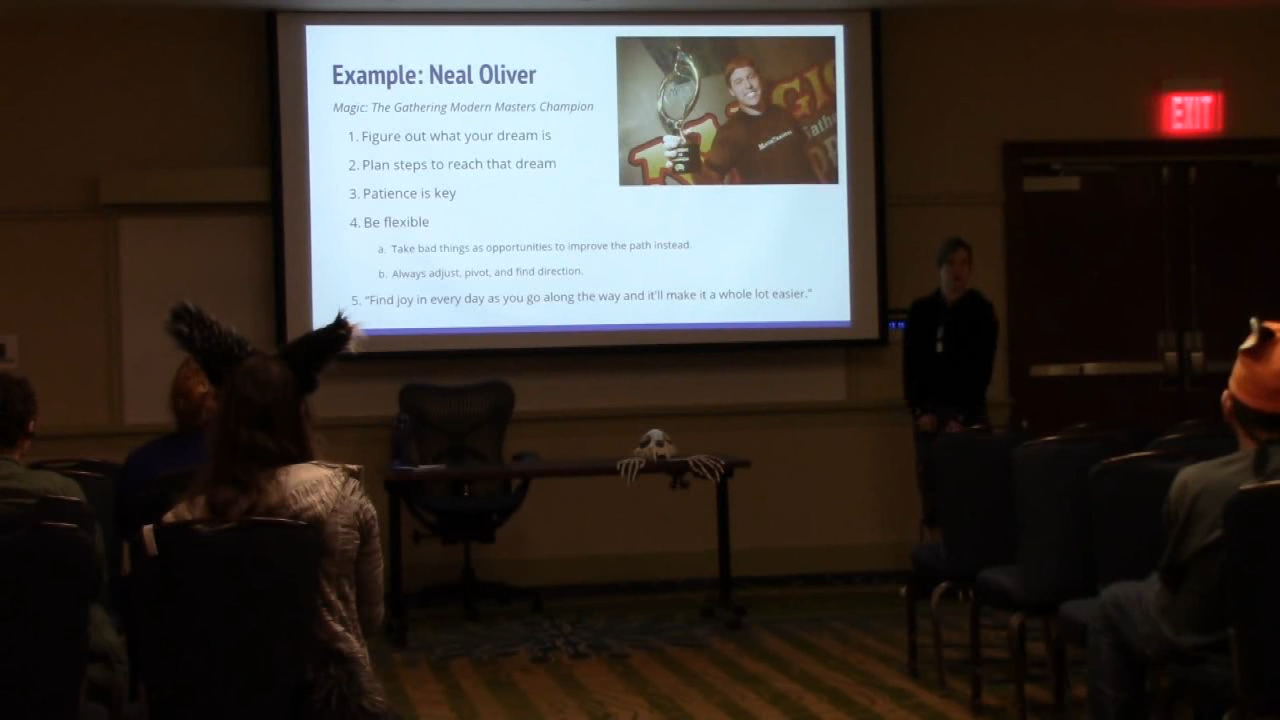 Example: Neal Oliver
Magic: The Gathering Modern Masters Champion
1. Figure out what your dream is
2. Plan steps to reach that dream
3. Patience is key
4. Be flexible
a. Take bad things as opportunities to improve the path instead.
b. Always adjust, pivot, and find direction.
5. "Find joy in every day as you go along the way and it'll make it a whole lot easier."
EXIT